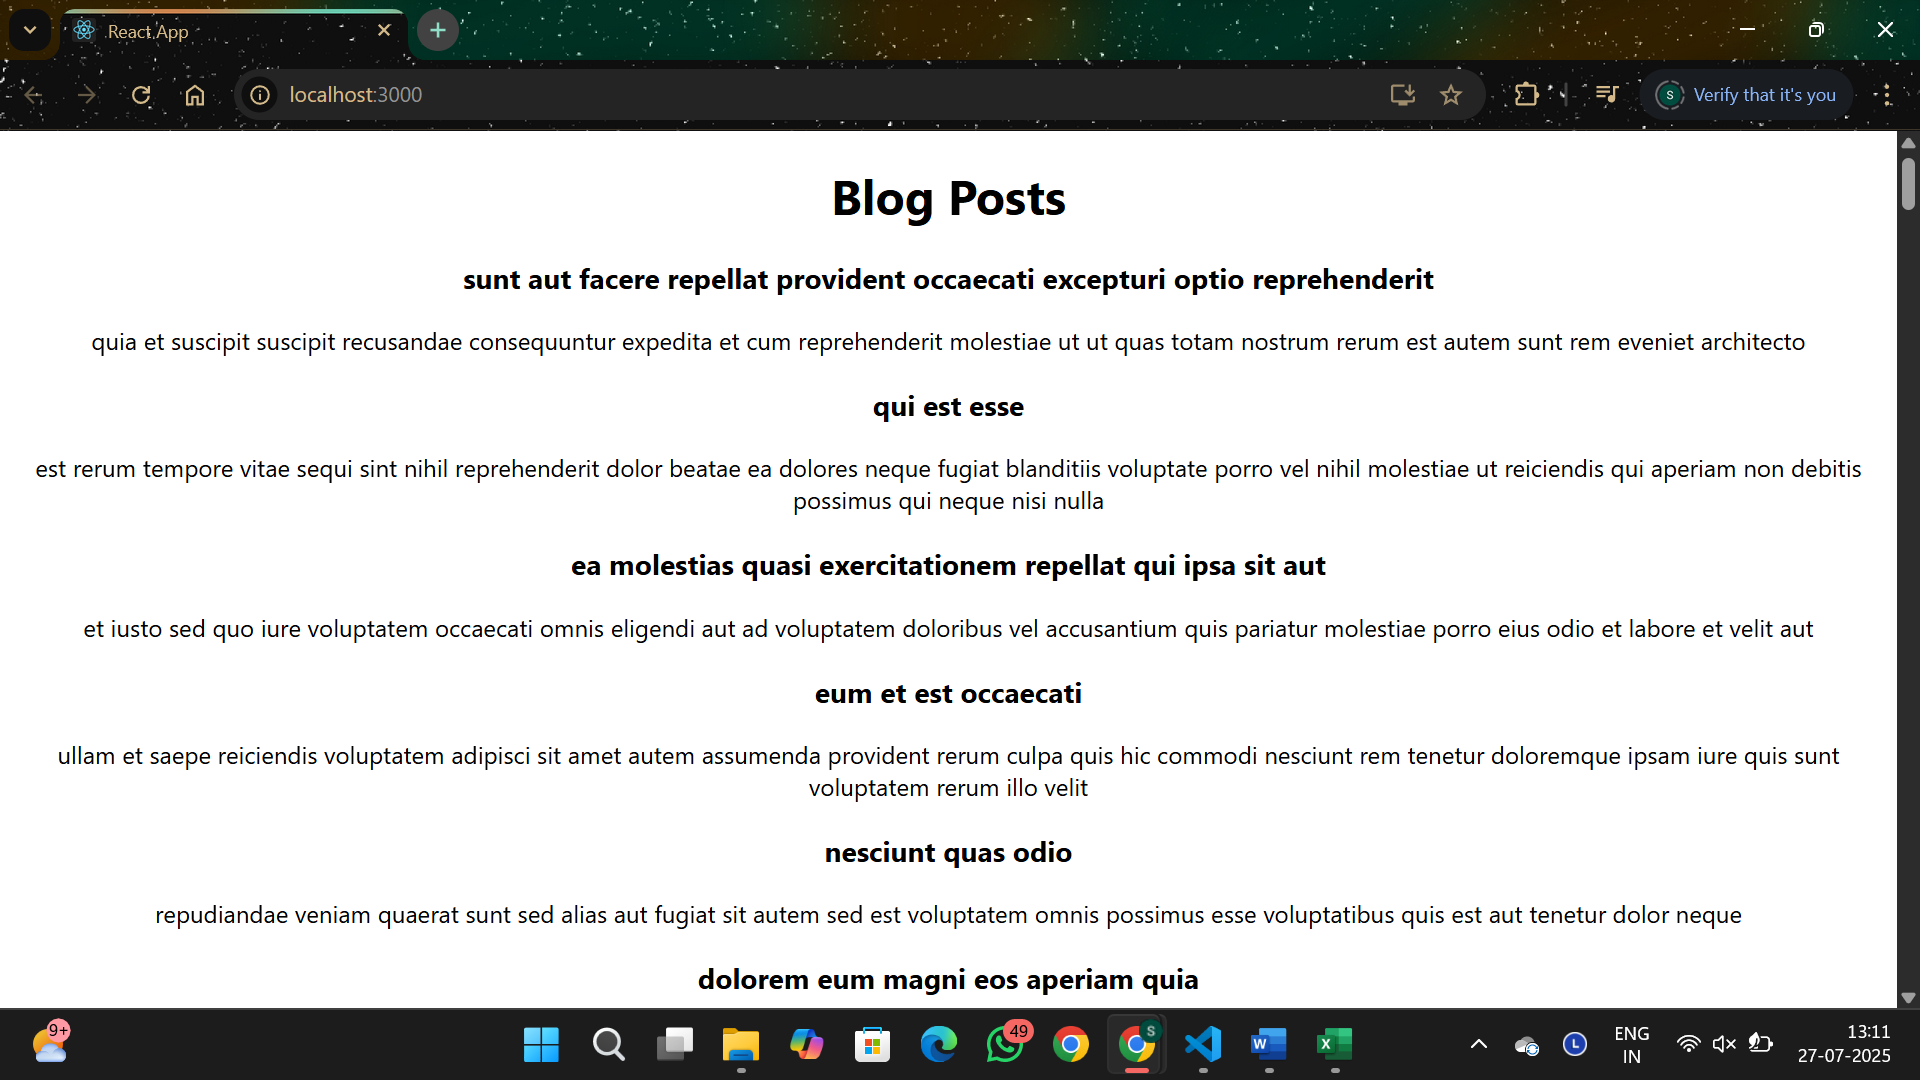 React App
localhost:3000
S
Verify that it's you
Blog Posts
sunt aut facere repellat provident occaecati excepturi optio reprehenderit
quia et suscipit suscipit recusandae consequuntur expedita et cum reprehenderit molestiae ut ut quas totam nostrum rerum est autem sunt rem eveniet architecto
qui est esse
est rerum tempore vitae sequi sint nihil reprehenderit dolor beatae ea dolores neque fugiat blanditiis voluptate porro vel nihil molestiae ut reiciendis qui aperiam non debitis
possimus qui neque nisi nulla
ea molestias quasi exercitationem repellat qui ipsa sit aut
et iusto sed quo iure voluptatem occaecati omnis eligendi aut ad voluptatem doloribus vel accusantium quis pariatur molestiae porro eius odio et labore et velit aut
eum et est occaecati
ullam et saepe reiciendis voluptatem adipisci sit amet autem assumenda provident rerum culpa quis hic commodi nesciunt rem tenetur doloremque ipsam iure quis sunt
voluptatem rerum illo velit
nesciunt quas odio
repudiandae veniam quaerat sunt sed alias aut fugiat sit autem sed est voluptatem omnis possimus esse voluptatibus quis est aut tenetur dolor neque
dolorem eum magni eos aperiam quia
9+
49
S
W
X
L
ENG
IN
13:11
27-07-2025